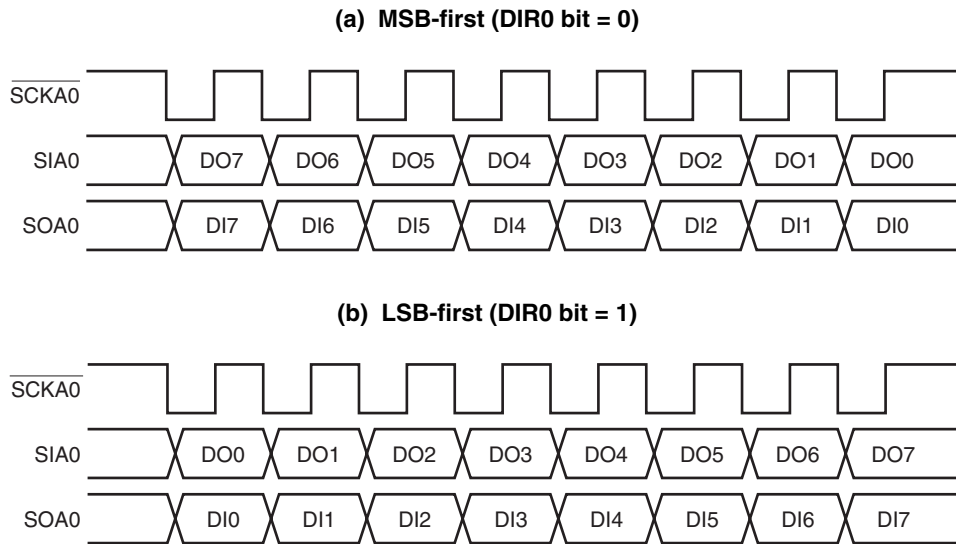 (a) MSB-first (DIR0 bit = 0)
SCKA0
SIA0 DO7 DO6 DO5 DO4 DO3 DO2 DO1 DO0
SOA0 DI7 DI6 DI5 DI4 DI3 DI2 DI1 DI0
(b) LSB-first (DIR0 bit = 1)
SCKA0
SIA0 DO0 DO1 DO2 DO3 DO4 DO5 DO6 DO7
SOA0 DI0 DI1 DI2 DI3 DI4 DI5 DI6 DI7